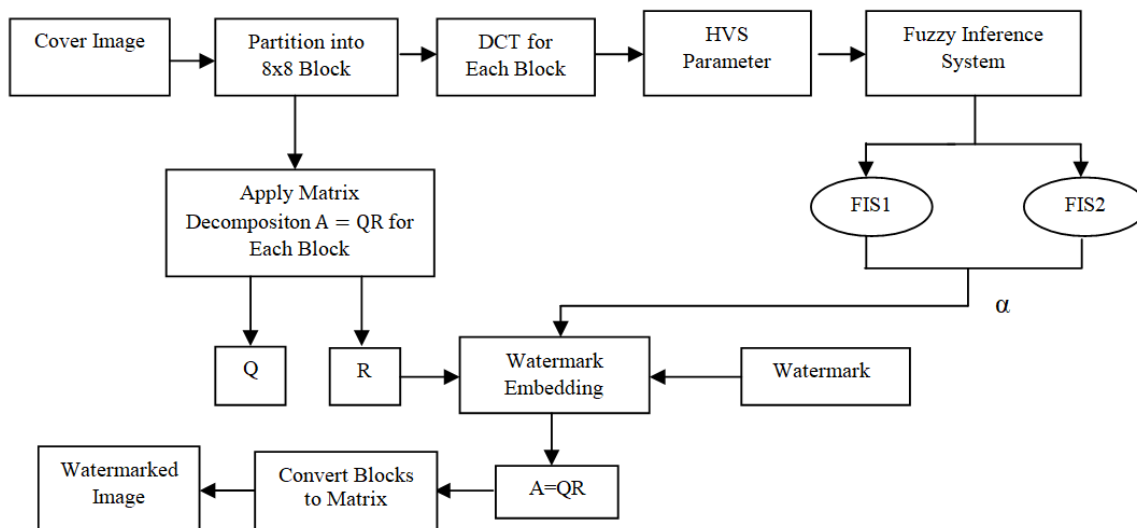 Cover Image
Partition into
8x8 Block
DCT for
Each Block
HVS
Parameter
Fuzzy Inference
System
Apply Matrix
Decompositon A = QR for
Each Block
FIS1
FIS2
α
Q
R
Watermark
Embedding
Watermark
Watermarked
Image
Convert Blocks
to Matrix
A=QR